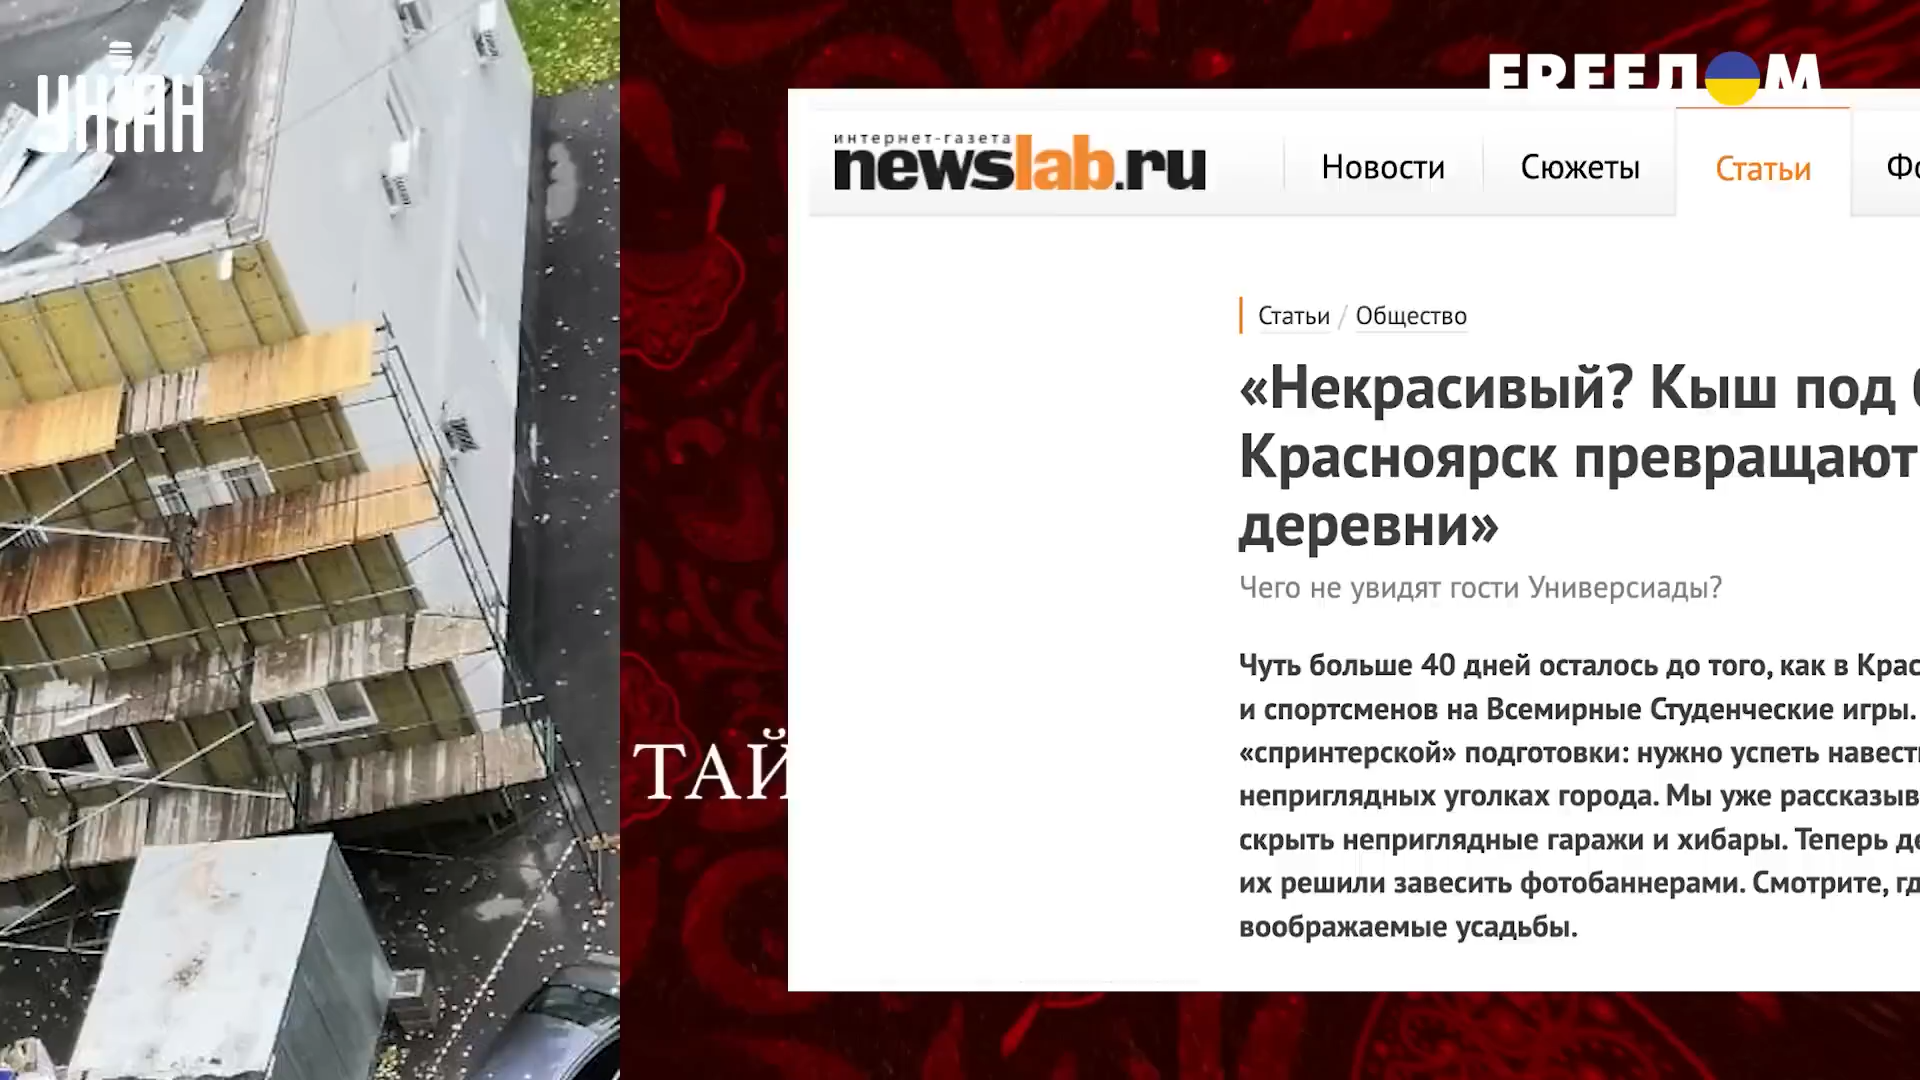 УНІАН
FREEДОМ
интернет-газета
newslab.ru
Новости
Сюжеты
Статьи
Статьи / Общество
«Некрасивый? Кыш под
Красноярск превращают
деревни»
Чего не увидят гости Универсиады?
Чуть больше 40 дней осталось до того, как в
и спортсменов на Всемирные Студенческие игры.
«спринтерской» подготовки: нужно успеть
неприглядных уголках города. Мы уже
скрыть неприглядные гаражи и хибары. Теперь
их решили завесить фотобаннерами. Смотрите,
воображаемые усадьбы.